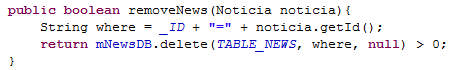 public boolean removeNews(Noticia noticia){
    String where = _ID + "=" + noticia.getId();
    return mNewsDB.delete(TABLE_NEWS, where, null) > 0;
}